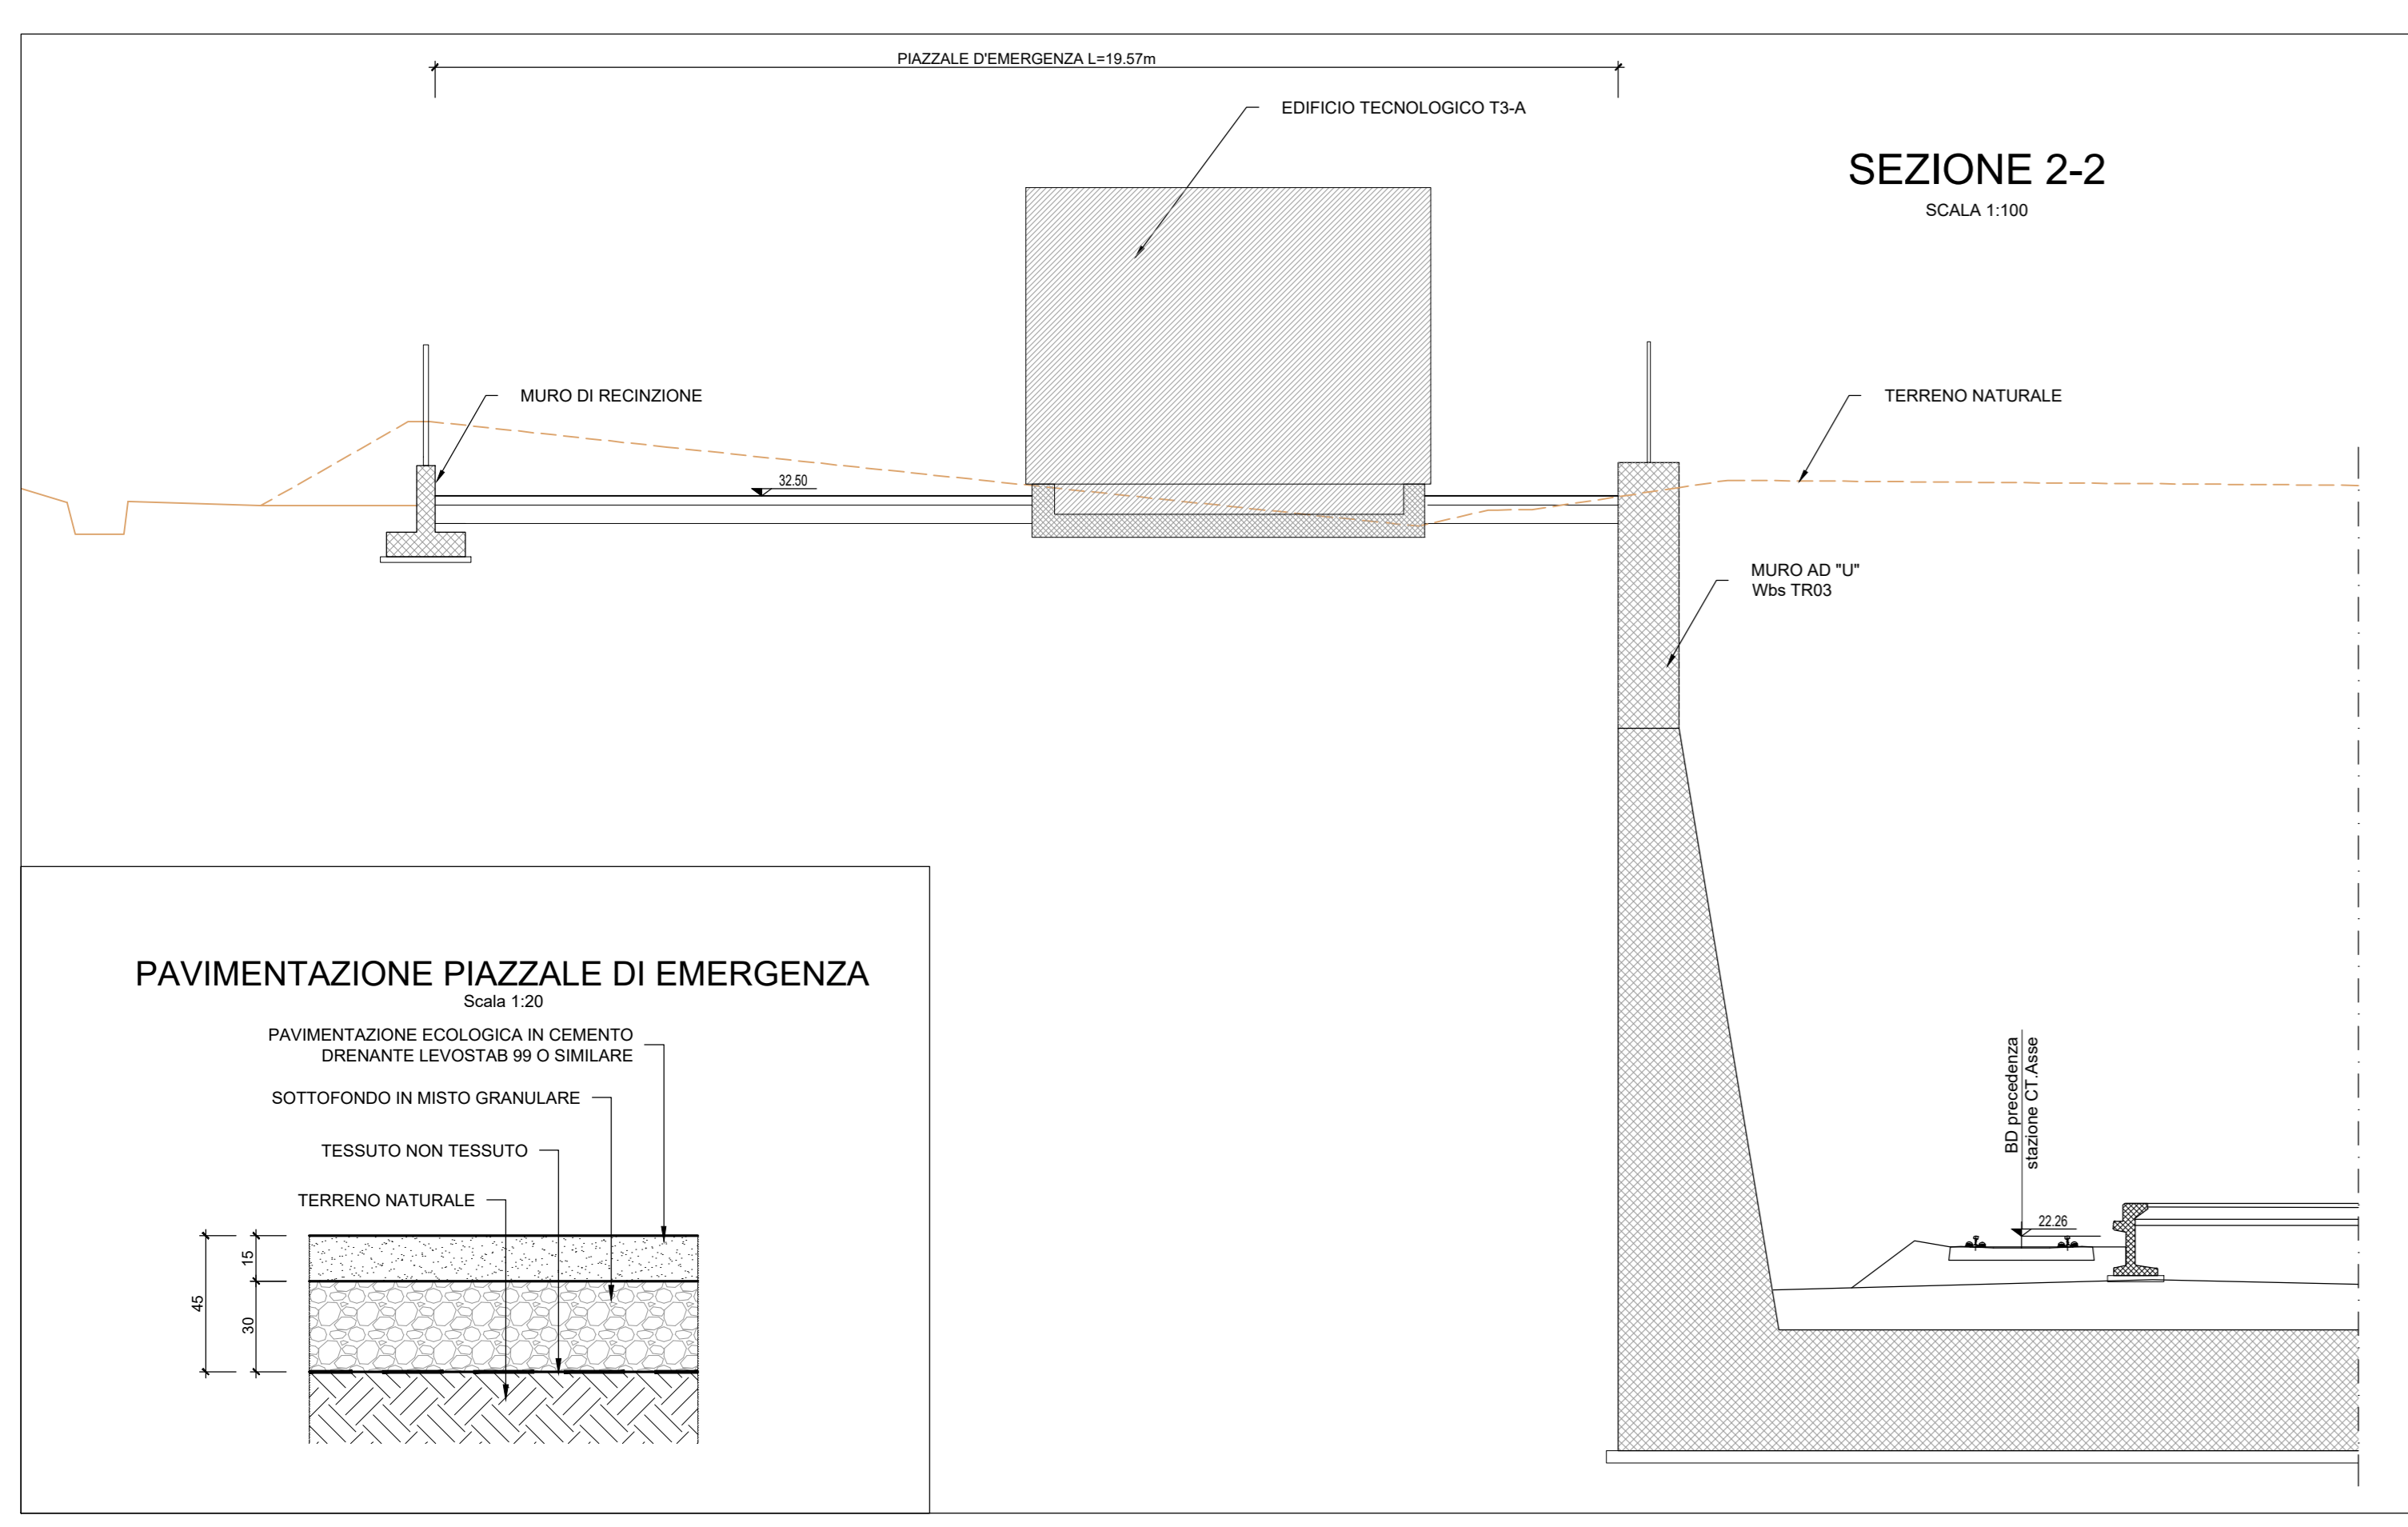 PIAZZALE D'EMERGENZA L=19.57m
EDIFICIO TECNOLOGICO T3-A
SEZIONE 2-2
SCALA 1:100
MURO DI RECINZIONE
TERRENO NATURALE
32.50
MURO AD "U"
Wbs TR03
PAVIMENTAZIONE PIAZZALE DI EMERGENZA
Scala 1:20
PAVIMENTAZIONE ECOLOGICA IN CEMENTO
DRENANTE LEVOSTAB 99 O SIMILARE
SOTTOFONDO IN MISTO GRANULARE
TESSUTO NON TESSUTO
TERRENO NATURALE
45
15
30
BD precedenza
stazione CT.Asse
22.26